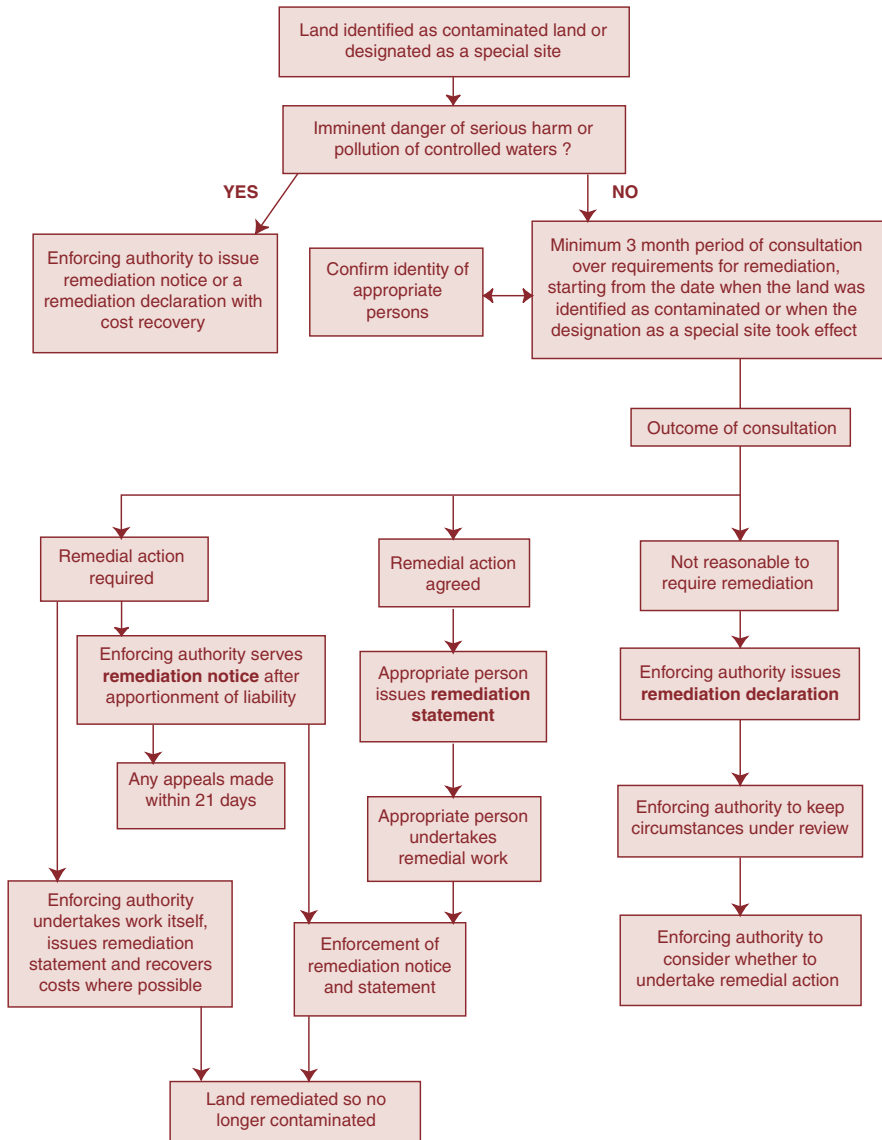 Land identified as contaminated land or
designated as a special site
Imminent danger of serious harm or
pollution of controlled waters ?
YES
NO
Enforcing authority to issue
remediation notice or a
remediation declaration with
cost recovery
Confirm identity of
appropriate
persons
Minimum 3 month period of consultation
over requirements for remediation,
starting from the date when the land was
identified as contaminated or when the
designation as a special site took effect
Outcome of consultation
Remedial action
required
Remedial action
agreed
Not reasonable to
require remediation
Enforcing authority serves
remediation notice after
apportionment of liability
Appropriate person
issues remediation
statement
Enforcing authority issues
remediation declaration
Any appeals made
within 21 days
Appropriate person
undertakes
remedial work
Enforcing authority to keep
circumstances under review
Enforcing authority
undertakes work itself,
issues remediation
statement and recovers
costs where possible
Enforcement of
remediation notice
and statement
Enforcing authority to
consider whether to
undertake remedial action
Land remediated so no
longer contaminated